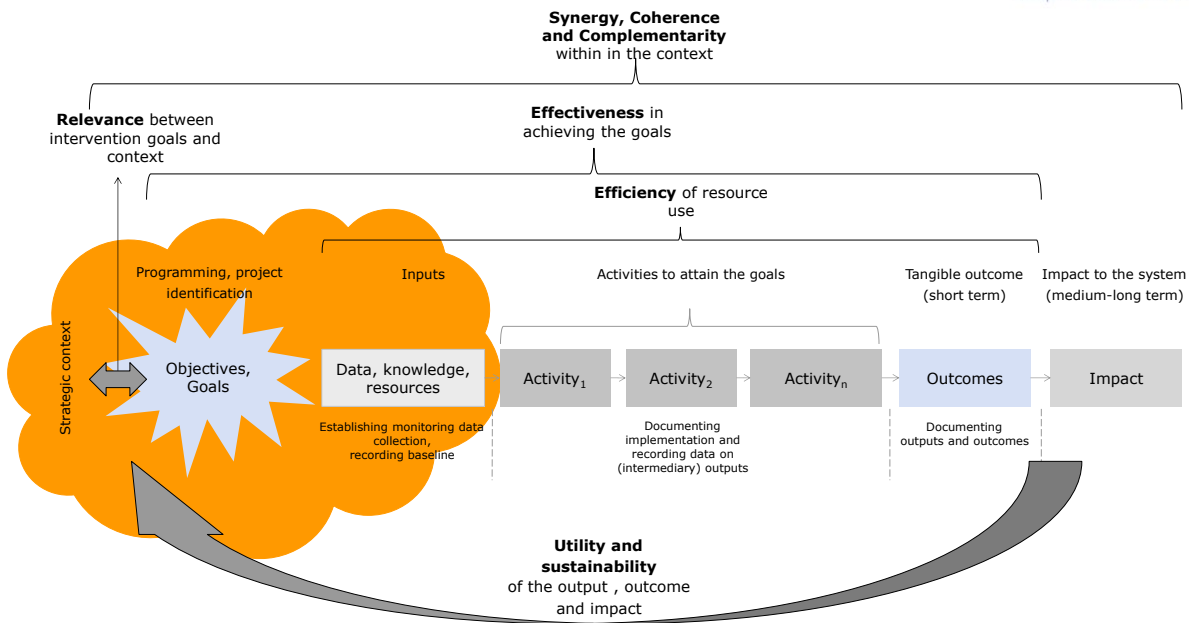 Synergy, Coherence
and Complementarity
within in the context
Relevance between
intervention goals and
context
Effectiveness in
achieving the goals
Efficiency of resource
use
Programming, project
identification
Inputs
Activities to attain the goals
Tangible outcome
(short term)
Impact to the system
(medium-long term)
Strategic context
Objectives,
Goals
Data, knowledge,
resources
Activity1
Activity2
Activityn
Outcomes
Impact
Establishing monitoring data
collection,
recording baseline
Documenting
implementation and
recording data on
(intermediary) outputs
Documenting
outputs and outcomes
Utility and
sustainability
of the output , outcome
and impact